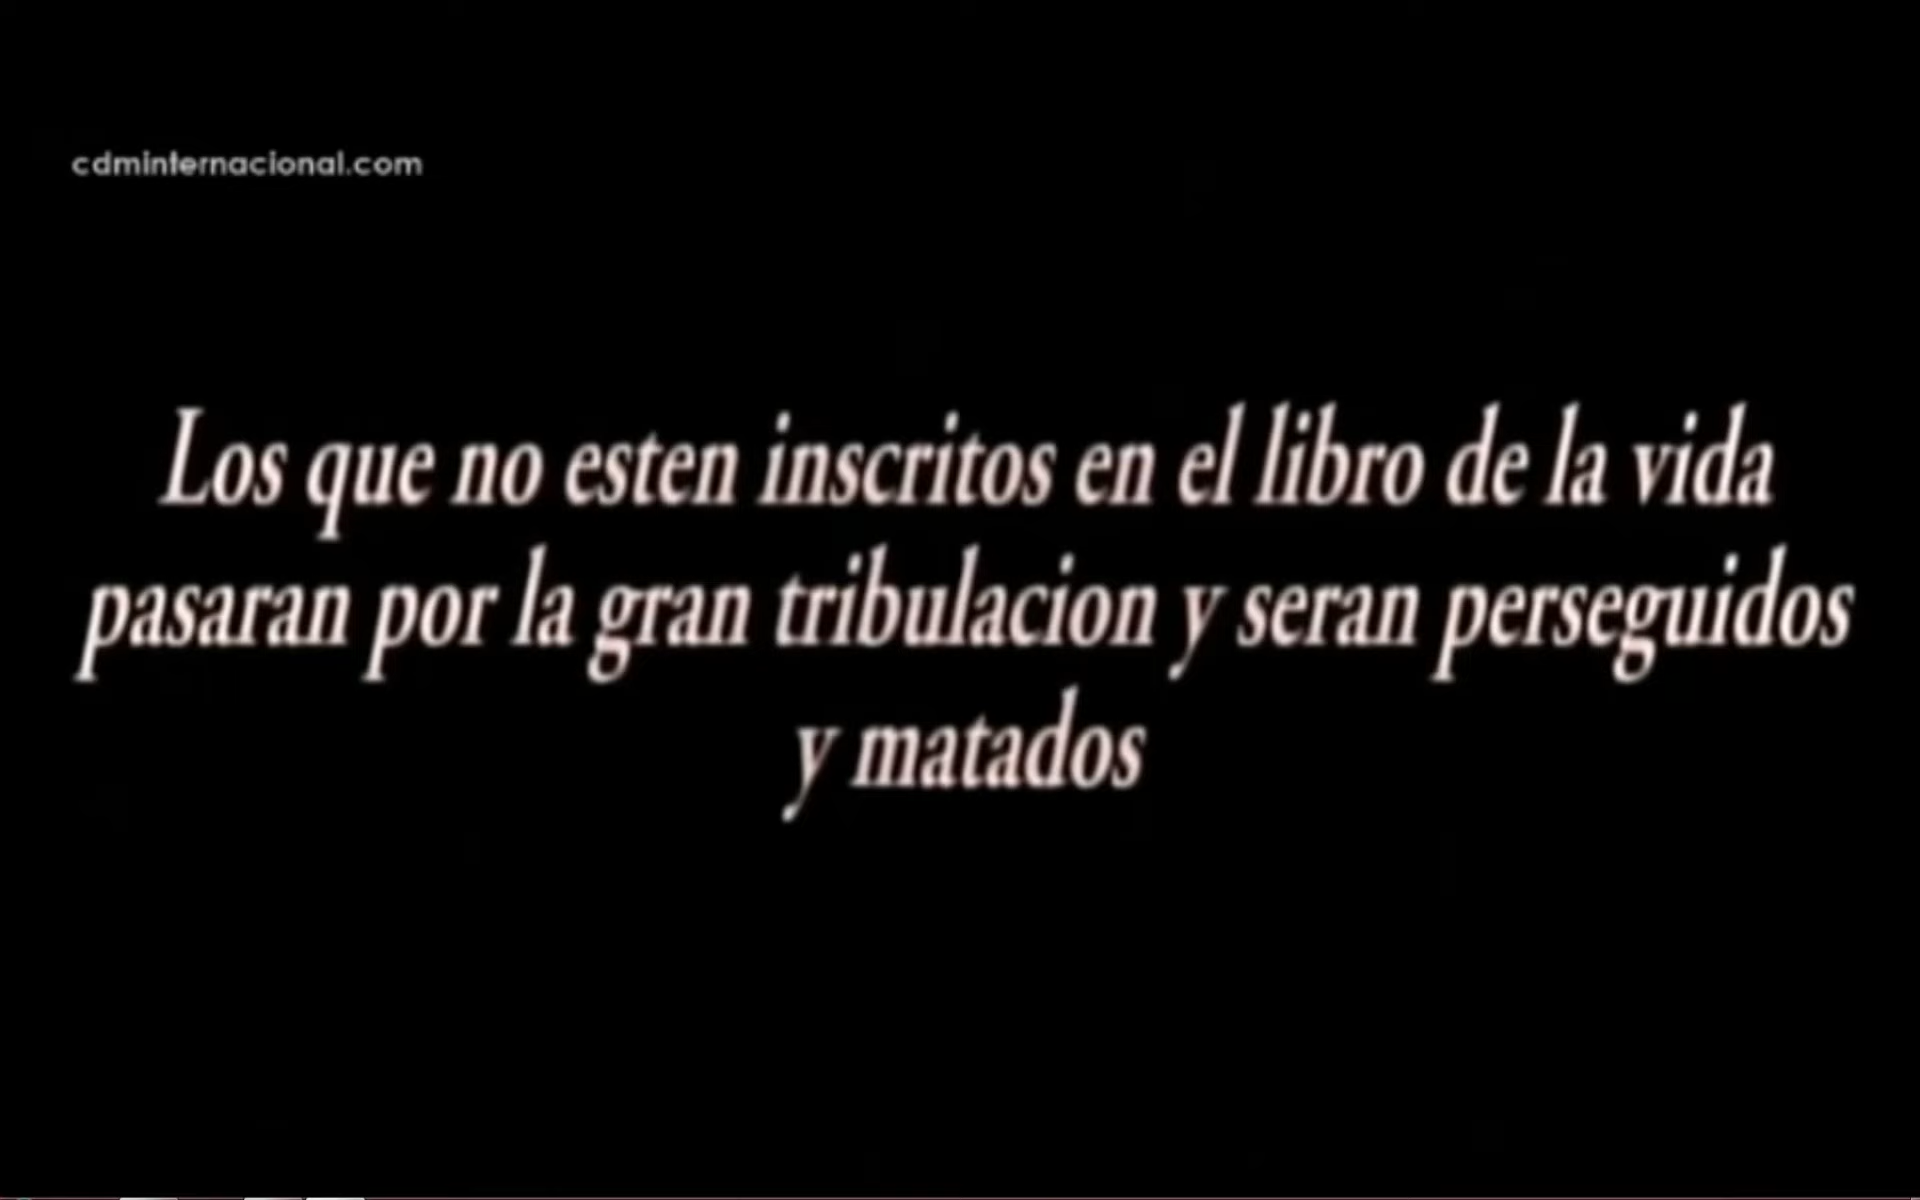 cdminternacional.com
Los que no esten inscritos en el libro de la vida
pasaran por la gran tribulacion y seran perseguidos
y matados